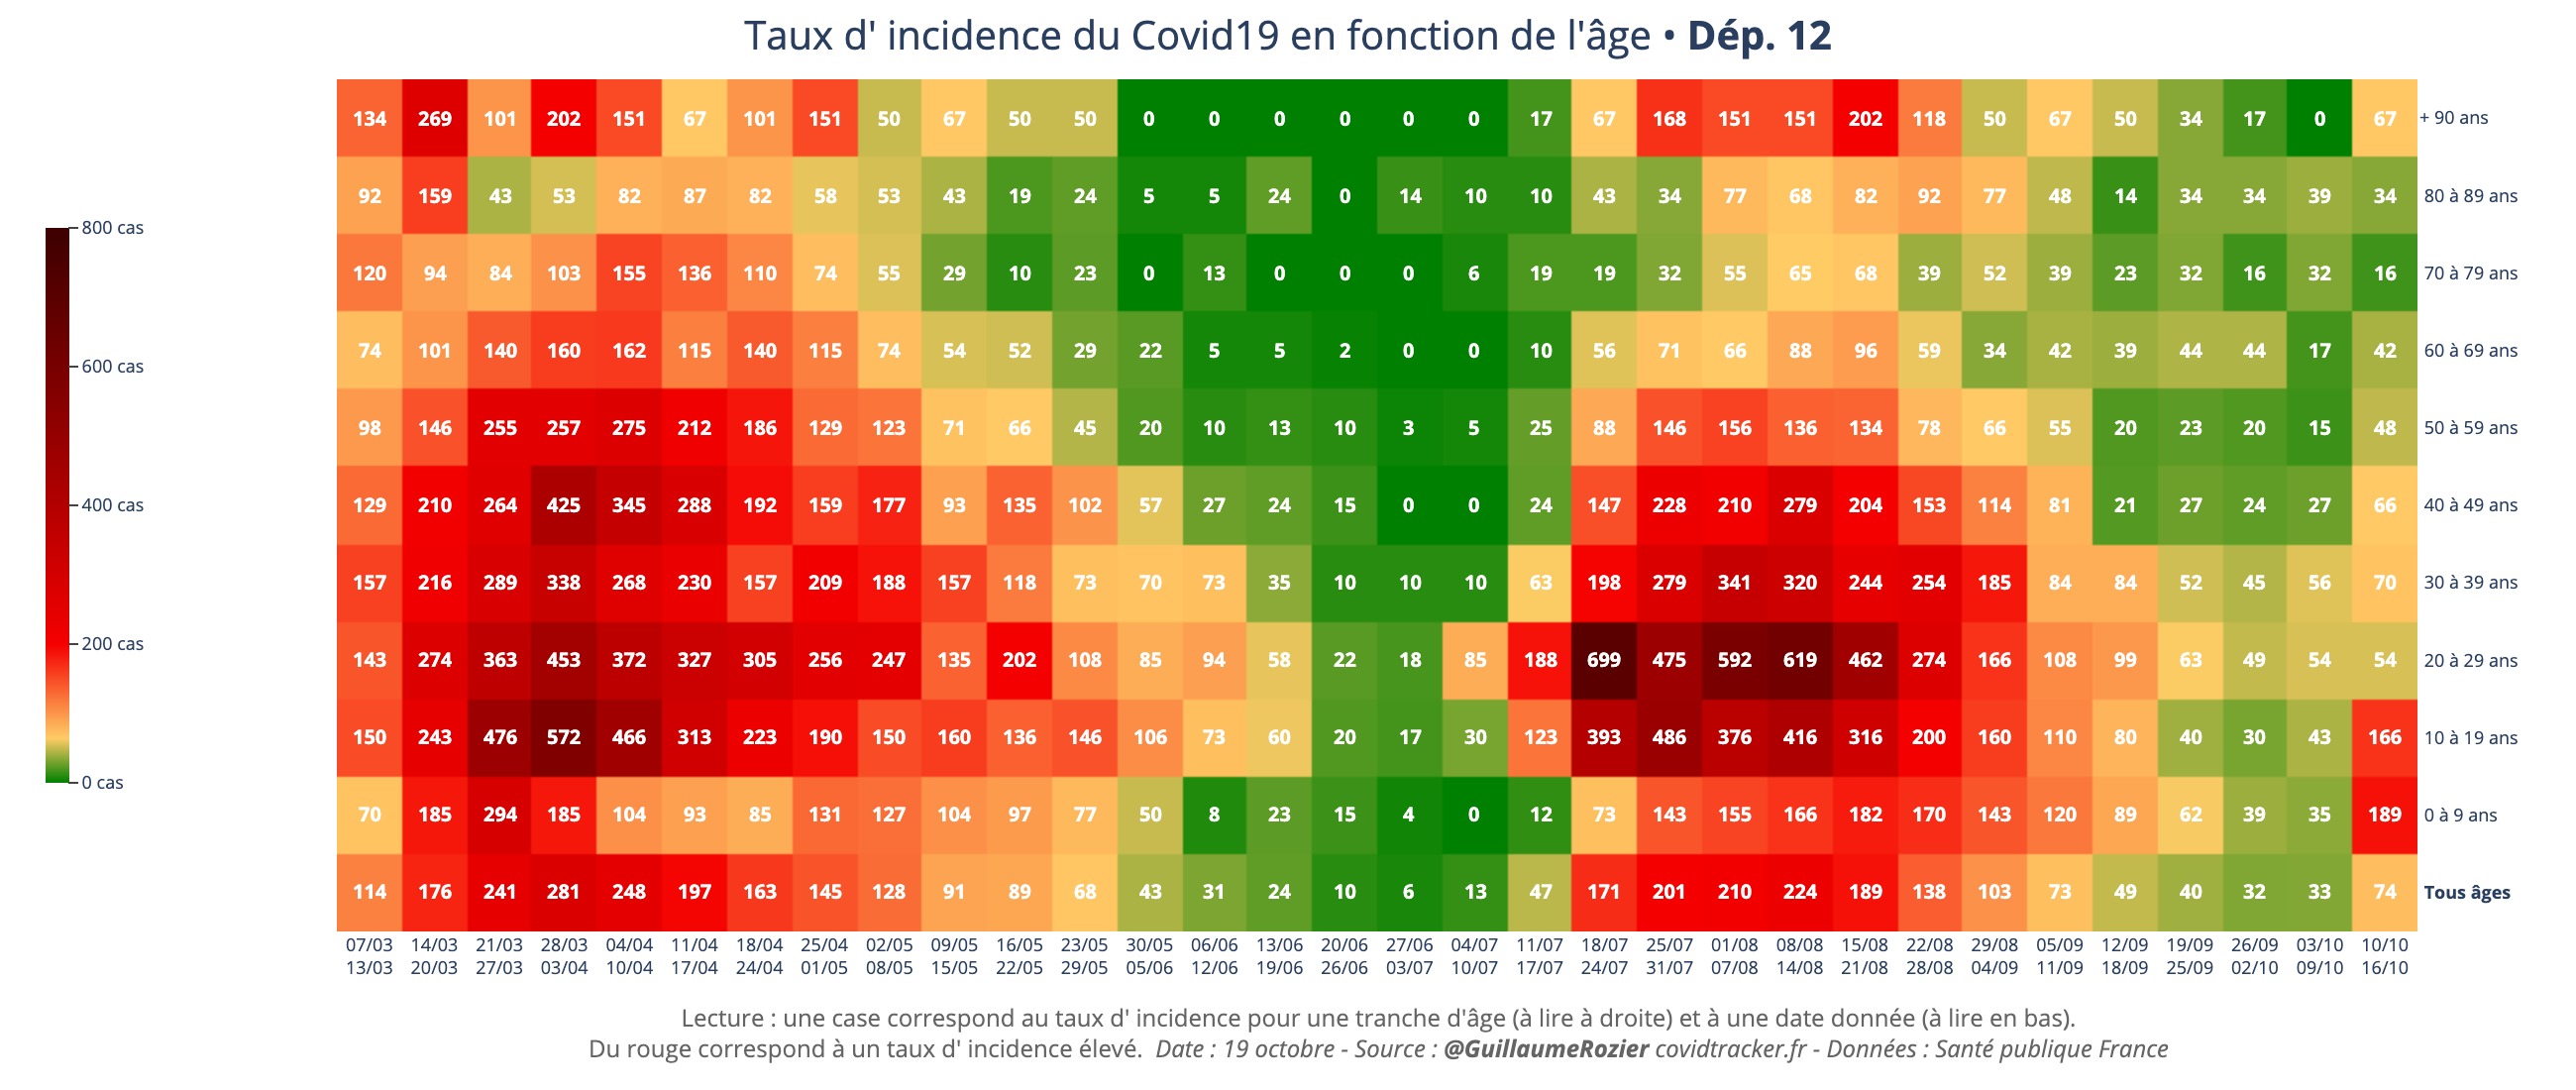 Taux d' incidence du Covid19 en fonction de l'âge • Dép. 12
800 cas
600 cas
400 cas
200 cas
0 cas
134 269 101 202 151 67 101 151 50 67 50 50 0 0 0 0 0 0 17 67 168 151 151 202 118 50 67 50 34 17 0 67 + 90 ans
92 159 43 53 82 87 82 58 53 43 19 24 5 5 24 0 14 10 10 43 34 77 68 82 92 77 48 14 34 34 39 34 80 à 89 ans
120 94 84 103 155 136 110 74 55 29 10 23 0 13 0 0 0 6 19 19 32 55 65 68 39 52 39 23 32 16 32 16 70 à 79 ans
74 101 140 160 162 115 140 115 74 54 52 29 22 5 5 2 0 0 10 56 71 66 88 96 59 34 42 39 44 44 17 42 60 à 69 ans
98 146 255 257 275 212 186 129 123 71 66 45 20 10 13 10 3 5 25 88 146 156 136 134 78 66 55 20 23 20 15 48 50 à 59 ans
129 210 264 425 345 288 192 159 177 93 135 102 57 27 24 15 0 0 24 147 228 210 279 204 153 114 81 21 27 24 27 66 40 à 49 ans
157 216 289 338 268 230 157 209 188 157 118 73 70 73 35 10 10 10 63 198 279 341 320 244 254 185 84 84 52 45 56 70 30 à 39 ans
143 274 363 453 372 327 305 256 247 135 202 108 85 94 58 22 18 85 188 699 475 592 619 462 274 166 108 99 63 49 54 54 20 à 29 ans
150 243 476 572 466 313 223 190 150 160 136 146 106 73 60 20 17 30 123 393 486 376 416 316 200 160 110 80 40 30 43 166 10 à 19 ans
70 185 294 185 104 93 85 131 127 104 97 77 50 8 23 15 4 0 12 73 143 155 166 182 170 143 120 89 62 39 35 189 0 à 9 ans
114 176 241 281 248 197 163 145 128 91 89 68 43 31 24 10 6 13 47 171 201 210 224 189 138 103 73 49 40 32 33 74 Tous âges
07/03 14/03 21/03 28/03 04/04 11/04 18/04 25/04 02/05 09/05 16/05 23/05 30/05 06/06 13/06 20/06 27/06 04/07 11/07 18/07 25/07 01/08 08/08 15/08 22/08 29/08 05/09 12/09 19/09 26/09 03/10 10/10
13/03 20/03 27/03 03/04 10/04 17/04 24/04 01/05 08/05 15/05 22/05 29/05 05/06 12/06 19/06 26/06 03/07 10/07 17/07 24/07 31/07 07/08 14/08 21/08 28/08 04/09 11/09 18/09 25/09 02/10 09/10 16/10
Lecture : une case correspond au taux d' incidence pour une tranche d'âge (à lire à droite) et à une date donnée (à lire en bas).
Du rouge correspond à un taux d' incidence élevé. Date : 19 octobre - Source : @GuillaumeRozier covidtracker.fr - Données : Santé publique France